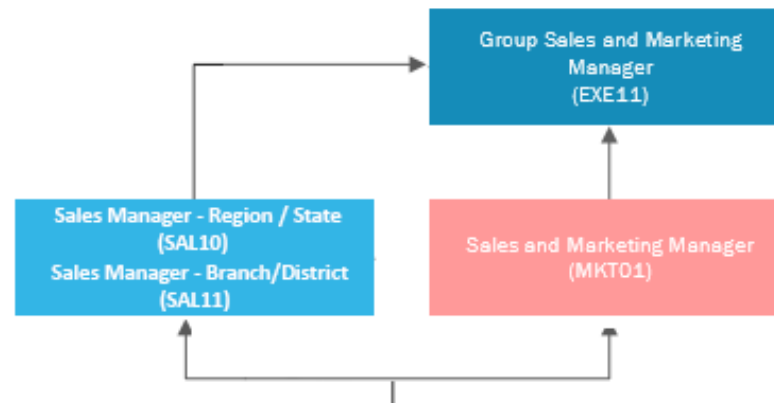 Group Sales and Marketing
Manager
(EXE11)
Sales Manager - Region / State
(SAL10)
Sales Manager - Branch/District
(SAL11)
Sales and Marketing Manager
(MKT01)